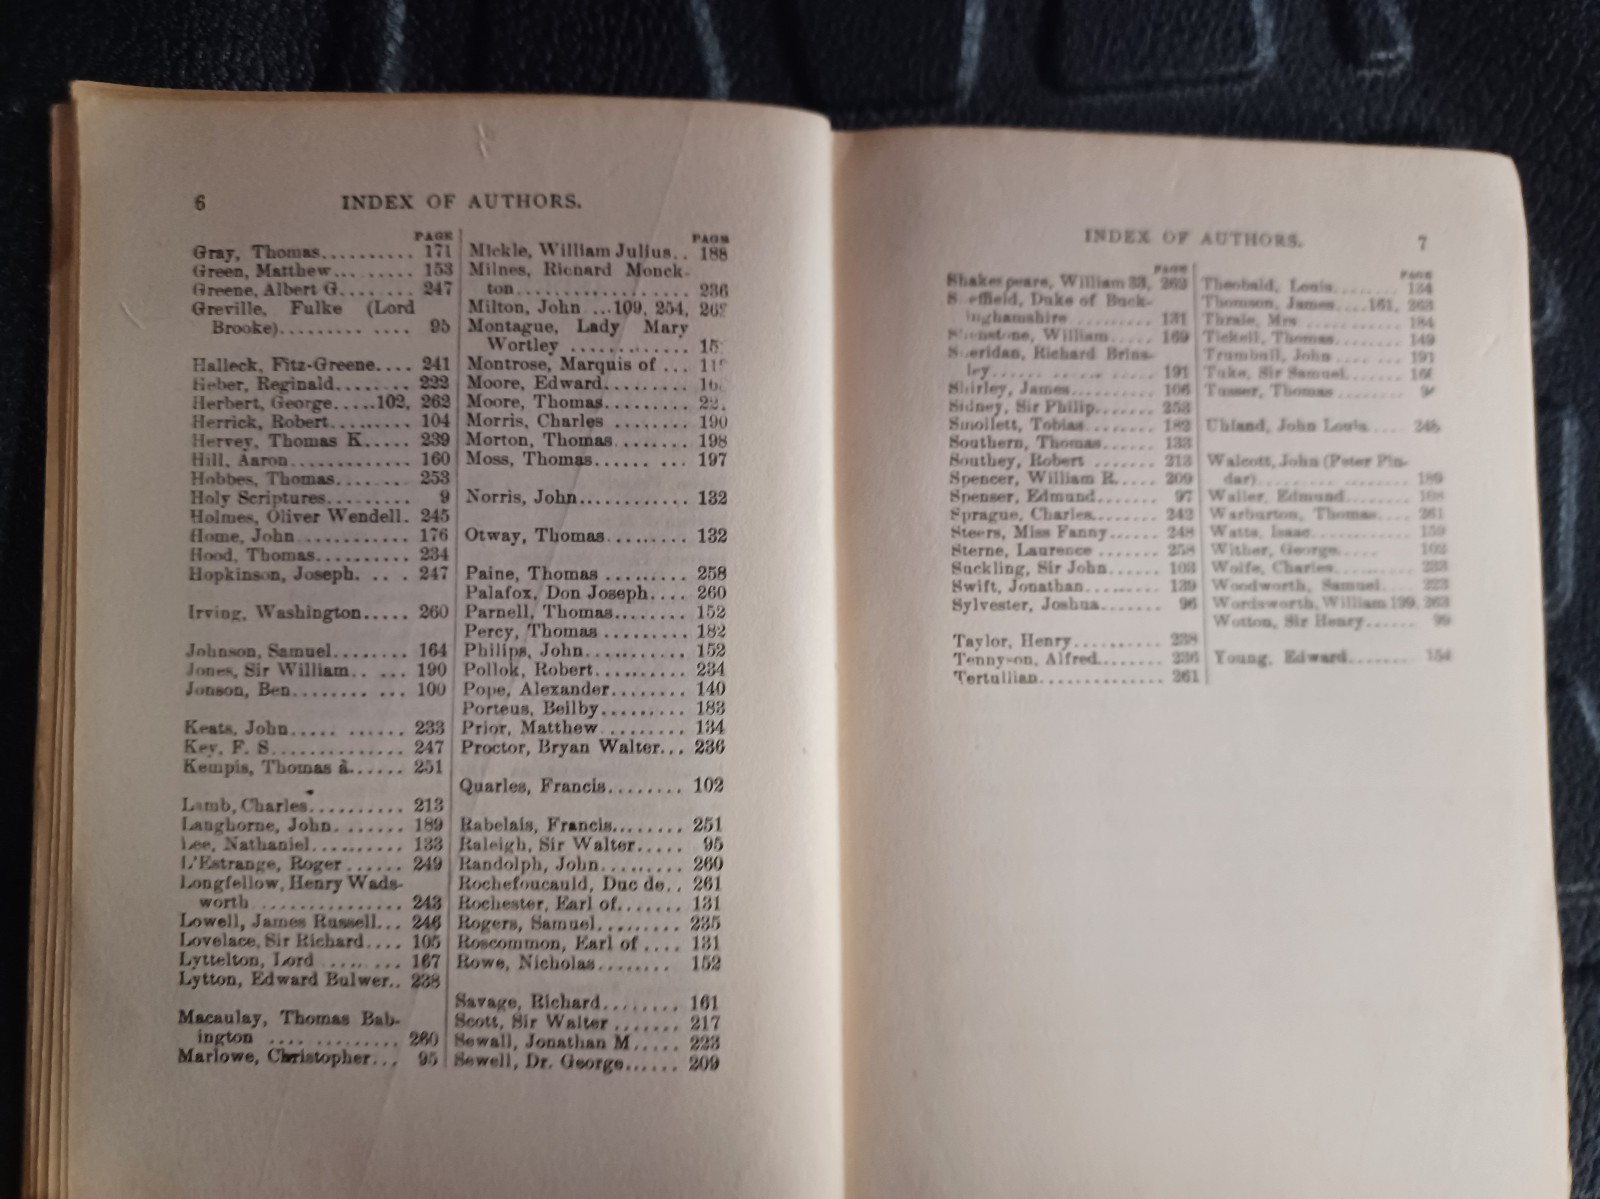 6 INDEX OF AUTHORS.
PAGE
Gray, Thomas.......... 171
Green, Matthew... ..... 153
Greene, Albert G........ 247
Greville, Fulke (Lord
Brooke)......... .... 95
Halleck, Fitz-Greene.... 241
Heber, Reginald........ 222
Herbert, George.....102, 262
Herrick, Robert......... 104
Hervey, Thomas K..... 239
Hill, Aaron............. 160
Hobbes, Thomas........ 253
Holy Scriptures......... 9
Holmes, Oliver Wendell. 245
Home, John............ 176
Hood, Thomas.......... 234
Hopkinson, Joseph. .. . 247
Irving, Washington..... 260
Johnson, Samuel........ 164
Jones, Sir William.. ... 190
Jonson, Ben........ ... 100
Keats, John..... ...... 233
Key, F. S.............. 247
Kempis, Thomas à...... 251
Lamb, Charles.......... 213
Langhorne, John. ...... 189
Lee, Nathaniel.......... 133
L'Estrange, Roger ...... 249
Longfellow, Henry Wads-
worth ............... 243
Lowell, James Russell... 246
Lovelace, Sir Richard.... 105
Lyttelton, Lord ..... ... 167
Lytton, Edward Bulwer.. 238
Macaulay, Thomas Bab-
ington .... ......... 260
Marlowe, Christopher... 95
PAGE
Mickle, William Julius.. 188
Milnes, Richard Monck-
ton.................. 236
Milton, John ...109, 254,
Montague, Lady Mary
Wortley ............
Montrose, Marquis of ...
Moore, Edward.........
Moore, Thomas.........
Morris, Charles ........ 190
Morton, Thomas........ 198
Moss, Thomas...... ... 197
Norris, John............ 132
Otway, Thomas......... 132
Paine, Thomas ......... 258
Palafox, Don Joseph.... 260
Parnell, Thomas........ 152
Percy, Thomas ......... 182
Philips, John........... 152
Pollok, Robert.......... 234
Pope, Alexander........ 140
Porteus, Beilby......... 183
Prior, Matthew ......... 134
Proctor, Bryan Walter... 236
Quarles, Francis........ 102
Rabelais, Francis........ 251
Raleigh, Sir Walter..... 95
Randolph, John......... 260
Rochefoucauld, Duc de.. 261
Rochester, Earl of....... 131
Rogers, Samuel......... 235
Roscommon, Earl of .... 131
Rowe, Nicholas........ 152
Savage, Richard........ 161
Scott, Sir Walter ....... 217
Sewall, Jonathan M..... 223
Sewell, Dr. George...... 209
INDEX OF AUTHORS. 7
PAGE
Shakespeare, William 33, 262
Sheffield, Duke of Buck-
inghamshire .......... 131
Shenstone, William..... 169
Sheridan, Richard Brins-
ley...... .. ..... ..... 191
Shirley, James.......... 106
Sidney, Sir Philip....... 253
Smollett, Tobias........ 182
Southern, Thomas...... 133
Southey, Robert ....... 213
Spencer, William R..... 209
Spenser, Edmund....... 97
Sprague, Charles........ 242
Steers, Miss Fanny...... 248
Sterne, Laurence ....... 258
Suckling, Sir John...... 103
Swift, Jonathan......... 139
Sylvester, Joshua....... 96
Taylor, Henry.......... 238
Tennyson, Alfred....... 236
Tertullian.............. 261
PAGE
Theobald, Louis........ 134
Thomson, James....161, 263
Thrale, Mrs ............ 184
Tickell, Thomas........ 149
Trumbull, John ... .... 191
Tuke, Sir Samuel.......
Tusser, Thomas ........
Uhland, John Louis....
Walcott, John (Peter Pin-
dar).......... ......... 189
Waller, Edmund........
Warburton, Thomas.... 261
Watts, Isaac............ 159
Wither, George..... 102
Wolfe, Charles.......... 233
Woodworth, Samuel.... 223
Wordsworth, William 199, 263
Wotton, Sir Henry...... 99
Young, Edward........ 154